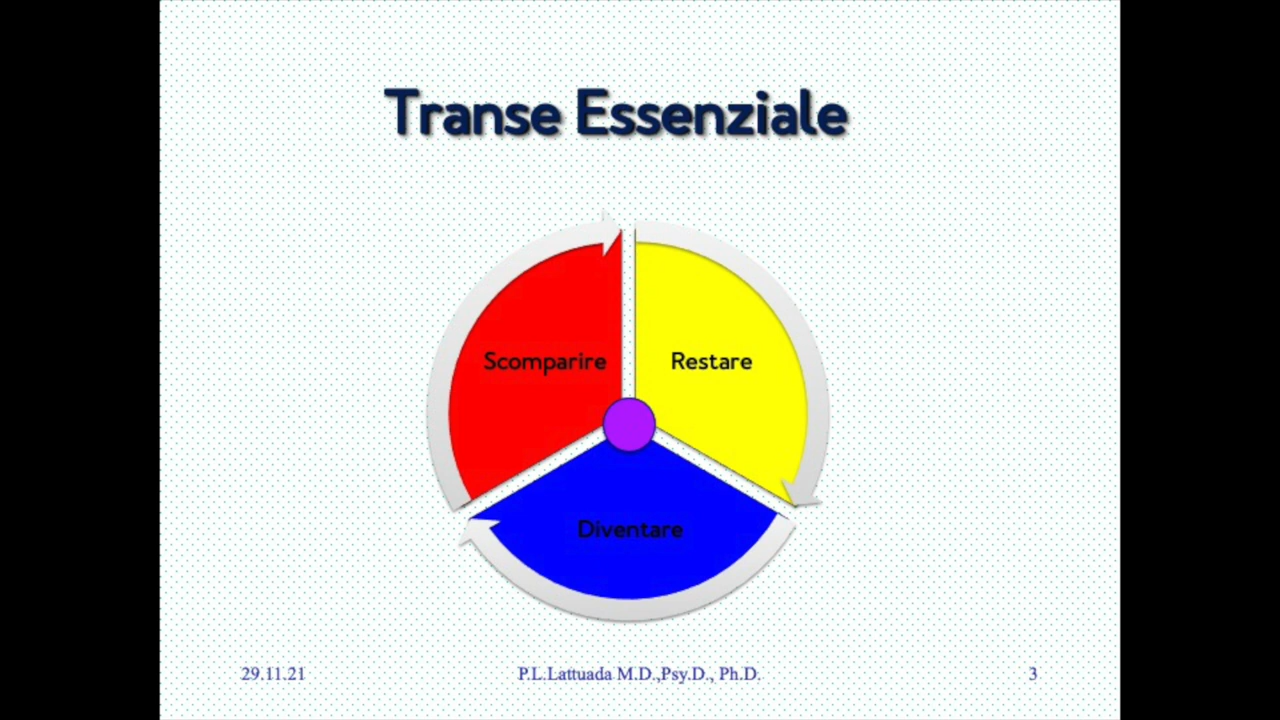 Transe Essenziale
Scomparire
Restare
Diventare
29.11.21
P.L.Lattuada M.D.,Psy.D., Ph.D.
3